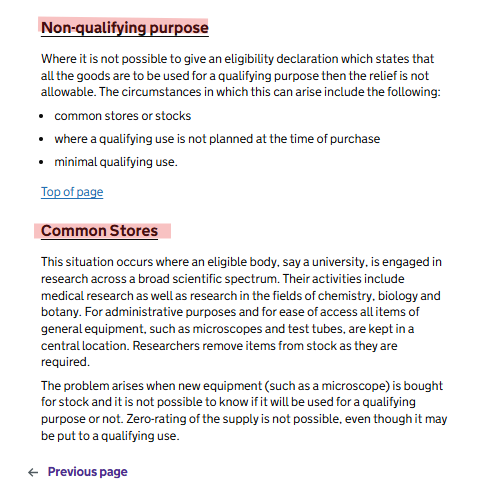 Non-qualifying purpose
Where it is not possible to give an eligibility declaration which states that
all the goods are to be used for a qualifying purpose then the relief is not
allowable. The circumstances in which this can arise include the following:
• common stores or stocks
• where a qualifying use is not planned at the time of purchase
• minimal qualifying use.
Top of page
Common Stores
This situation occurs where an eligible body, say a university, is engaged in
research across a broad scientific spectrum. Their activities include
medical research as well as research in the fields of chemistry, biology and
botany. For administrative purposes and for ease of access all items of
general equipment, such as microscopes and test tubes, are kept in a
central location. Researchers remove items from stock as they are
required.
The problem arises when new equipment (such as a microscope) is bought
for stock and it is not possible to know if it will be used for a qualifying
purpose or not. Zero-rating of the supply is not possible, even though it may
be put to a qualifying use.
← Previous page